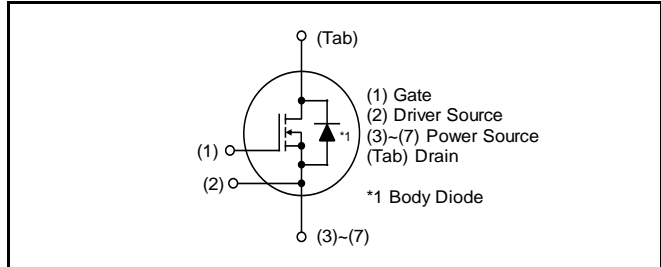 (Tab)
(1) Gate
(2) Driver Source
(3)~(7) Power Source
(Tab) Drain
*1
(1)
(2)
*1 Body Diode
(3)~(7)